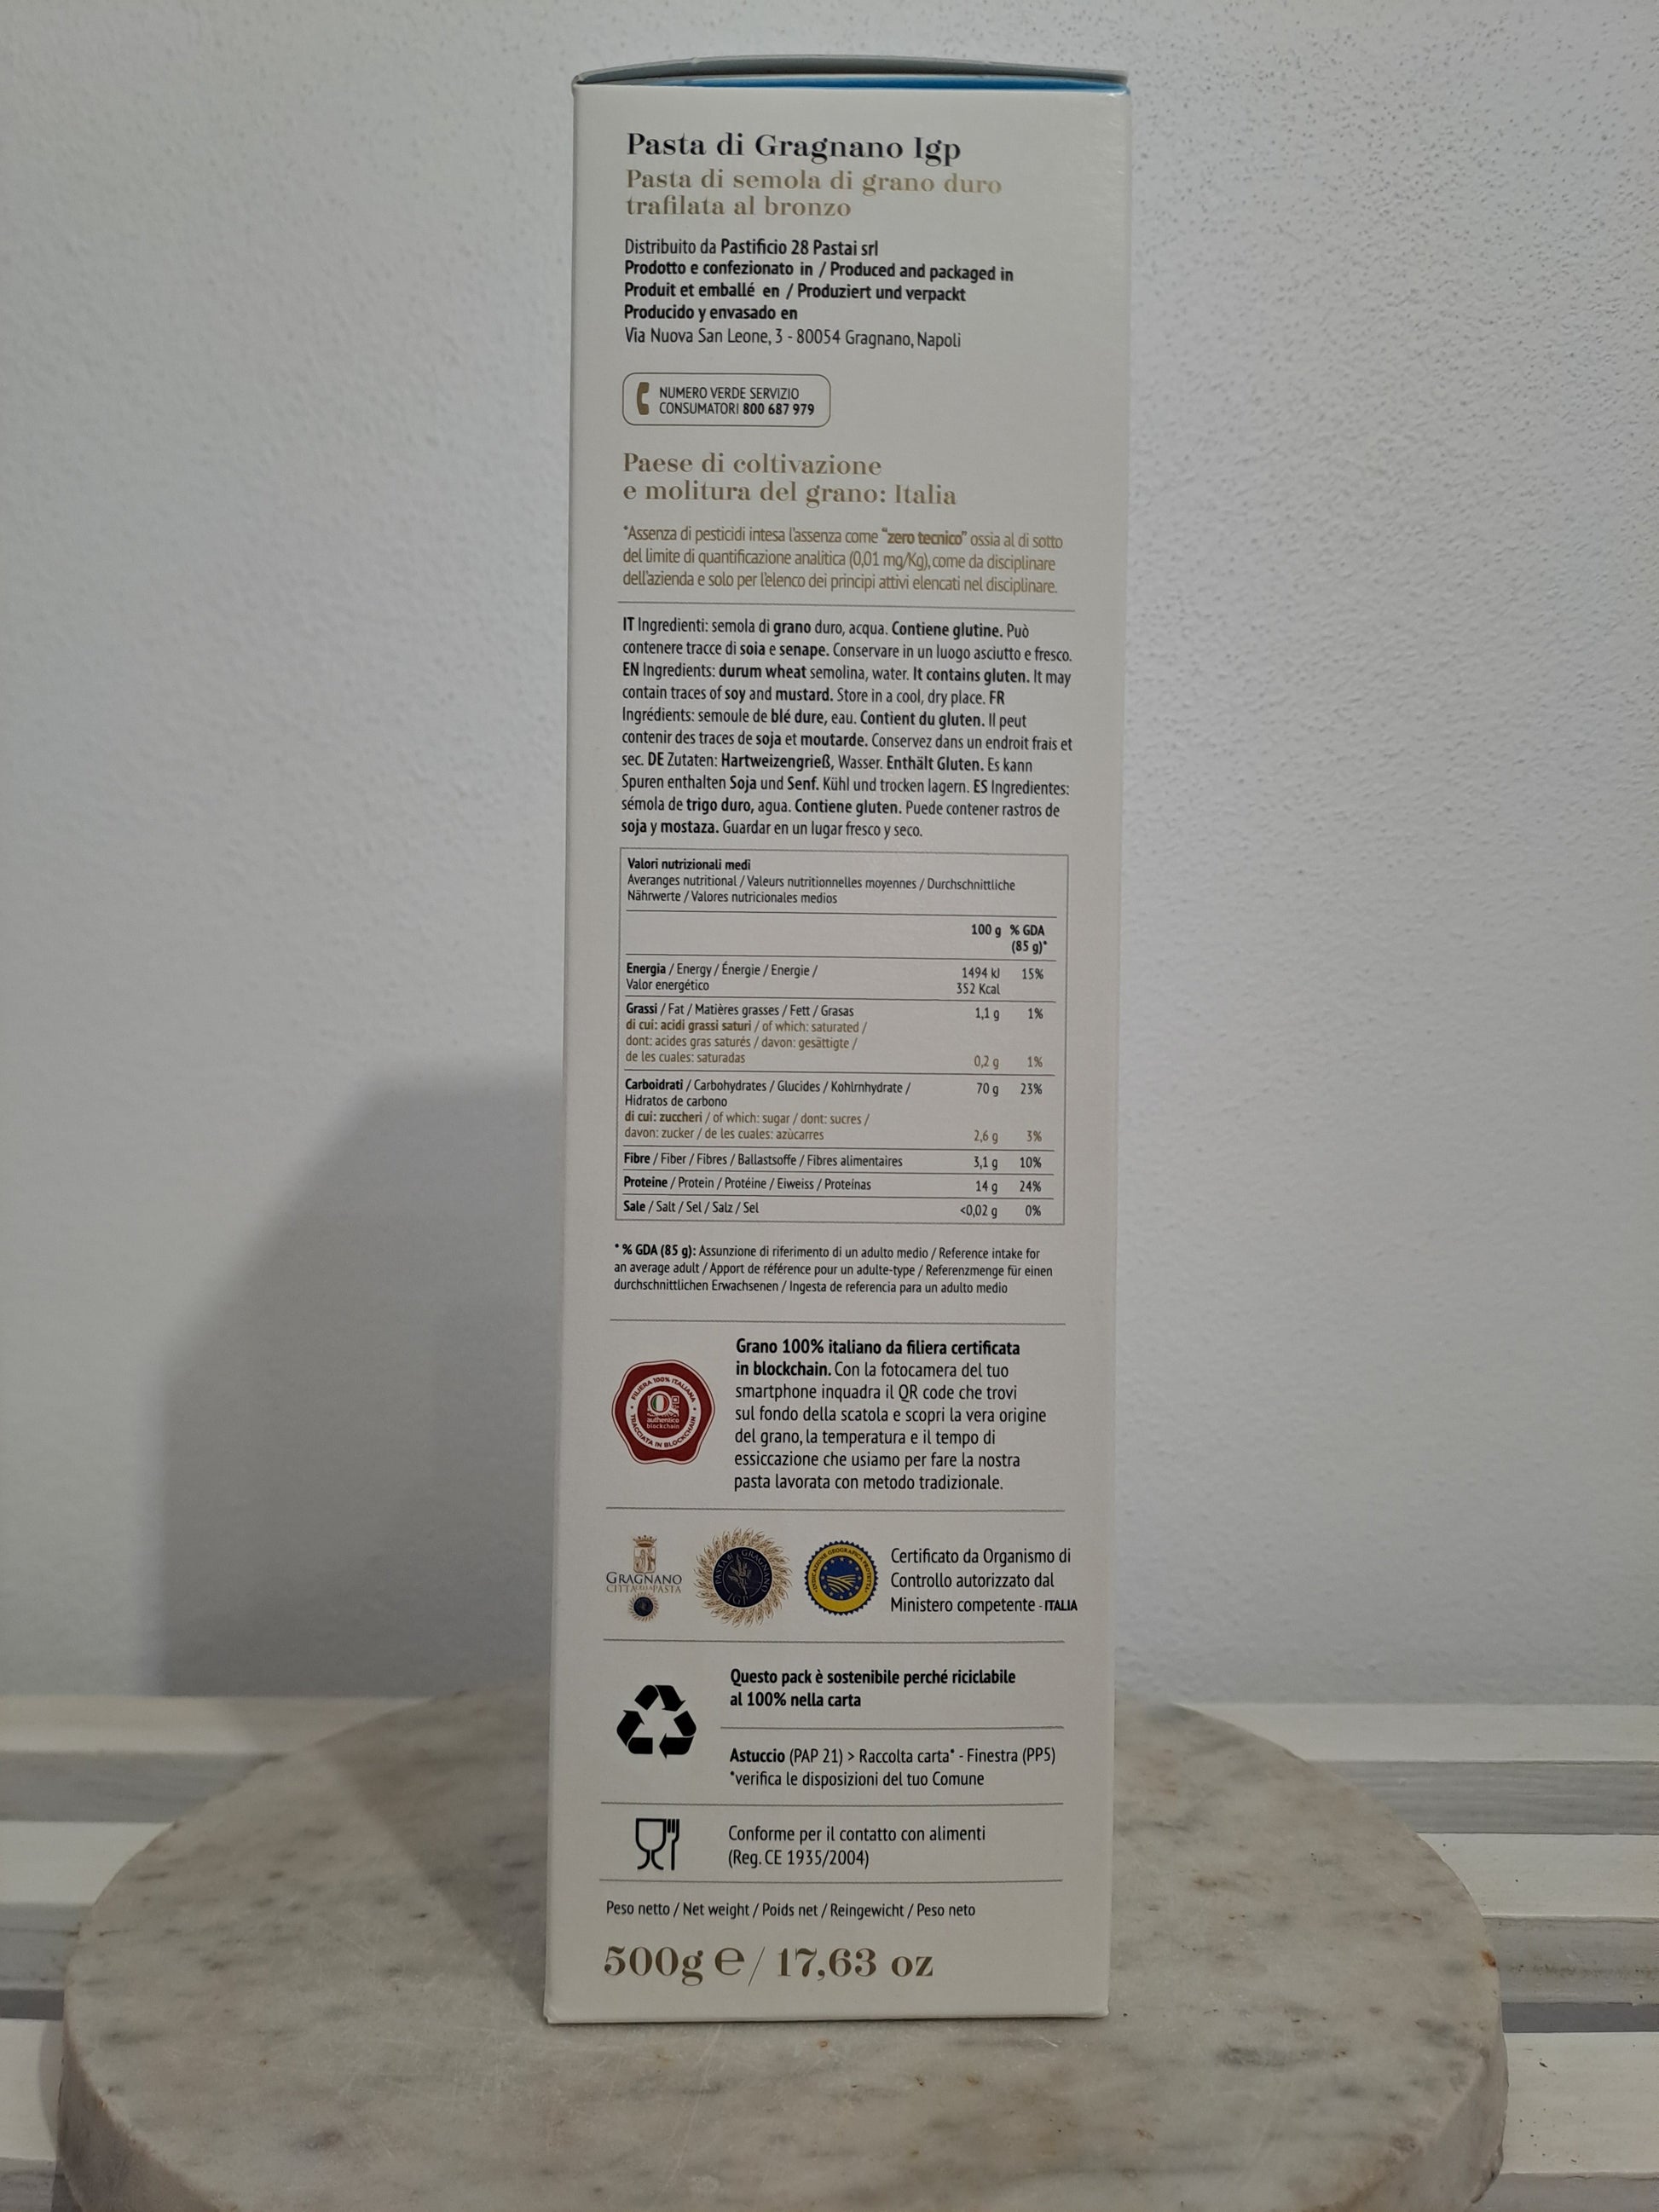 Pasta di Gragnano Igp
Pasta di semola di grano duro
trafilata al bronzo
Distribuito da Pastificio 28 Pastai srl
Prodotto e confezionato in / Produced and packaged in
Produit et emballé en / Produziert und verpackt
Producido y envasado en
Via Nuova San Leone, 3 - 80054 Gragnano, Napoli
NUMERO VERDE SERVIZIO
CONSUMATORI 800 687 979
Paese di coltivazione
e molitura del grano: Italia
*Assenza di pesticidi intesa l'assenza come "zero tecnico" ossia al di sotto
del limite di quantificazione analitica (0,01 mg/Kg), come da disciplinare
dell'azienda e solo per l'elenco dei principi attivi elencati nel disciplinare.
IT Ingredienti: semola di grano duro, acqua. Contiene glutine. Può
contenere tracce di soia e senape. Conservare in un luogo asciutto e fresco.
EN Ingredients: durum wheat semolina, water. It contains gluten. It may
contain traces of soy and mustard. Store in a cool, dry place. FR
Ingrédients: semoule de blé dure, eau. Contient du gluten. Il peut
contenir des traces de soja et moutarde. Conservez dans un endroit frais et
sec. DE Zutaten: Hartweizengrieß, Wasser. Enthält Gluten. Es kann
Spuren enthalten Soja und Senf. Kühl und trocken lagern. ES Ingredientes:
sémola de trigo duro, agua. Contiene gluten. Puede contener rastros de
soja y mostaza. Guardar en un lugar fresco y seco.
Valori nutrizionali medi
Averanges nutritional / Valeurs nutritionnelles moyennes / Durchschnittliche
Nährwerte / Valores nutricionales medios
100 g % GDA
(85 g)*
Energia / Energy / Énergie / Energie / 1494 kJ 15%
Valor energético 352 Kcal
Grassi / Fat / Matières grasses / Fett / Grasas 1,1 g 1%
di cui: acidi grassi saturi / of which: saturated /
dont: acides gras saturés / davon: gesättigte /
de les cuales: saturadas 0,2 g 1%
Carboidrati / Carbohydrates / Glucides / Kohlrnhydrate / 70 g 23%
Hidratos de carbono
di cui: zuccheri / of which: sugar / dont: sucres /
davon: zucker / de les cuales: azùcarres 2,6 g 3%
Fibre / Fiber / Fibres / Ballastsoffe / Fibres alimentaires 3,1 g 10%
Proteine / Protein / Protéine / Eiweiss / Proteínas 14 g 24%
Sale / Salt / Sel / Salz / Sel <0,02 g 0%
* % GDA (85 g): Assunzione di riferimento di un adulto medio / Reference intake for
an average adult / Apport de référence pour un adulte-type / Referenzmenge für einen
durchschnittlichen Erwachsenen / Ingesta de referencia para un adulto medio
FILIERA 100% ITALIANA
authentico
blockchain
TRACCIATA IN BLOCKCHAIN
Grano 100% italiano da filiera certificata
in blockchain. Con la fotocamera del tuo
smartphone inquadra il QR code che trovi
sul fondo della scatola e scopri la vera origine
del grano, la temperatura e il tempo di
essiccazione che usiamo per fare la nostra
pasta lavorata con metodo tradizionale.
GRAGNANO
CITTÀ DELLA PASTA
PASTA di GRAGNANO
IGP
INDICAZIONE GEOGRAFICA PROTETTA
Certificato da Organismo di
Controllo autorizzato dal
Ministero competente - ITALIA
Questo pack è sostenibile perché riciclabile
al 100% nella carta
Astuccio (PAP 21) > Raccolta carta* - Finestra (PP5)
*verifica le disposizioni del tuo Comune
Conforme per il contatto con alimenti
(Reg. CE 1935/2004)
Peso netto / Net weight / Poids net / Reingewicht / Peso neto
500g e / 17,63 oz